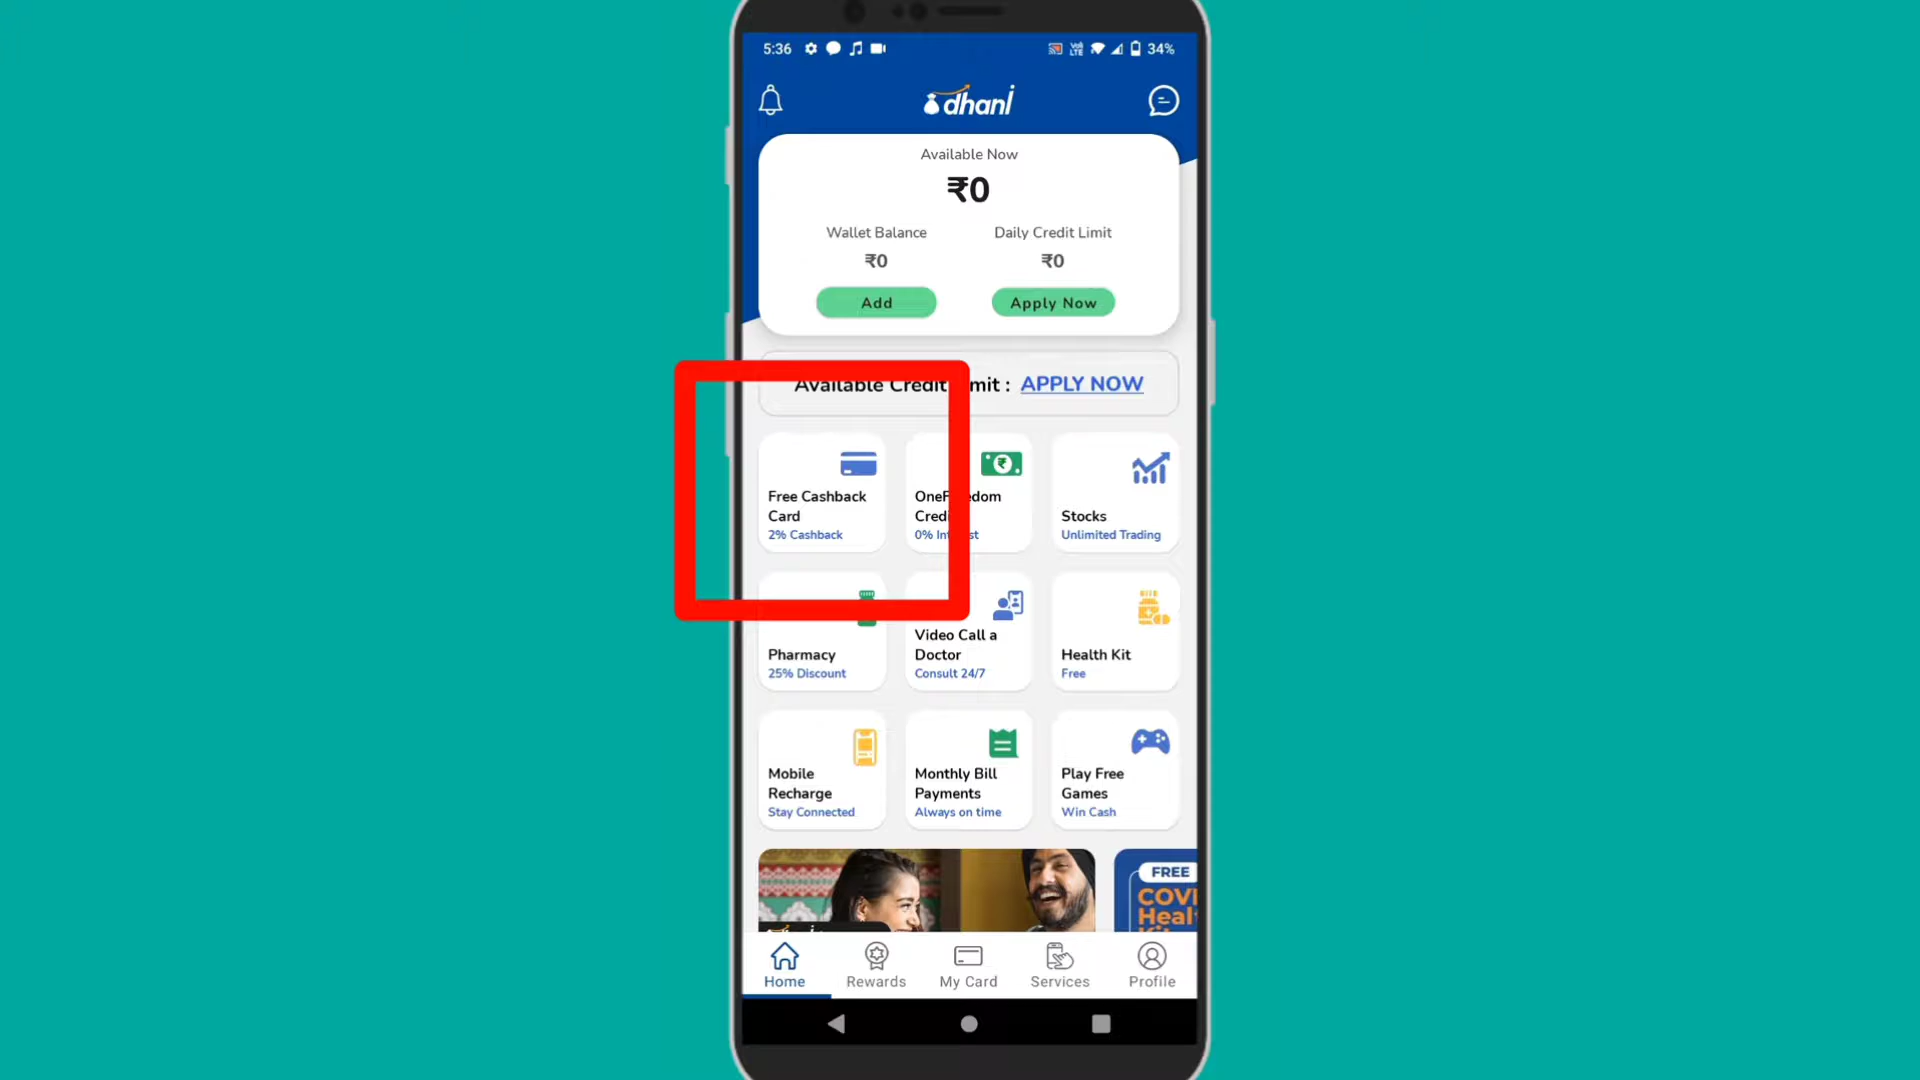 5:36
34%
dhani
Available Now
₹0
Wallet Balance
Daily Credit Limit
₹0
₹0
Add
Apply Now
Available Credit mit : APPLY NOW
Free Cashback
Card
2% Cashback
OneF edom
Credi
0% In st
Stocks
Unlimited Trading
Pharmacy
25% Discount
Video Call a
Doctor
Consult 24/7
Health Kit
Free
Mobile
Recharge
Stay Connected
Monthly Bill
Payments
Always on time
Play Free
Games
Win Cash
FREE
COVI
Heal
Home
Rewards
My Card
Services
Profile